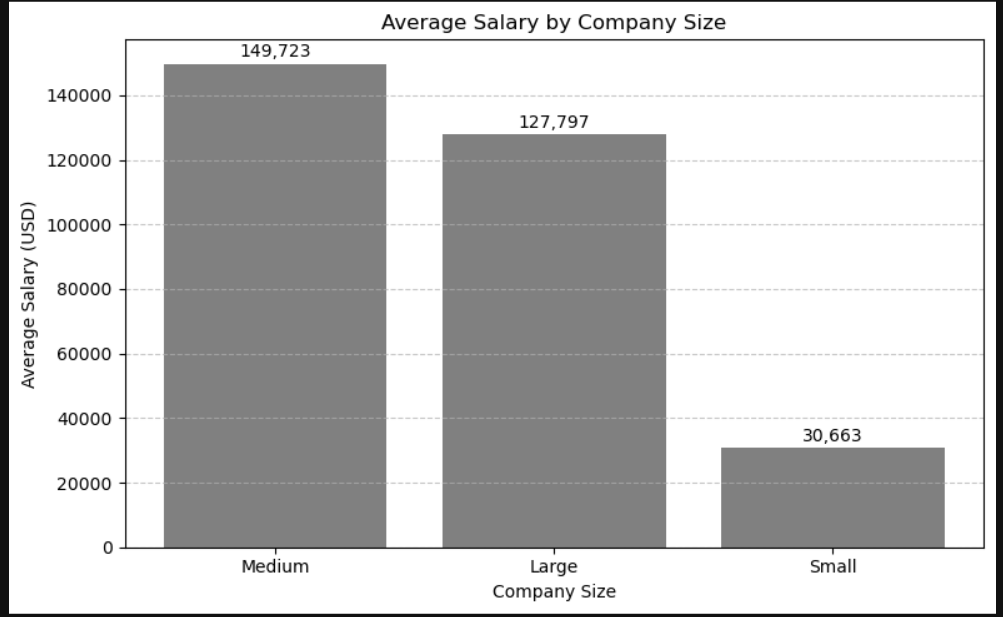 Average Salary by Company Size
149,723
127,797
30,663
140000
120000
100000
80000
60000
40000
20000
0
Average Salary (USD)
Medium
Large
Small
Company Size